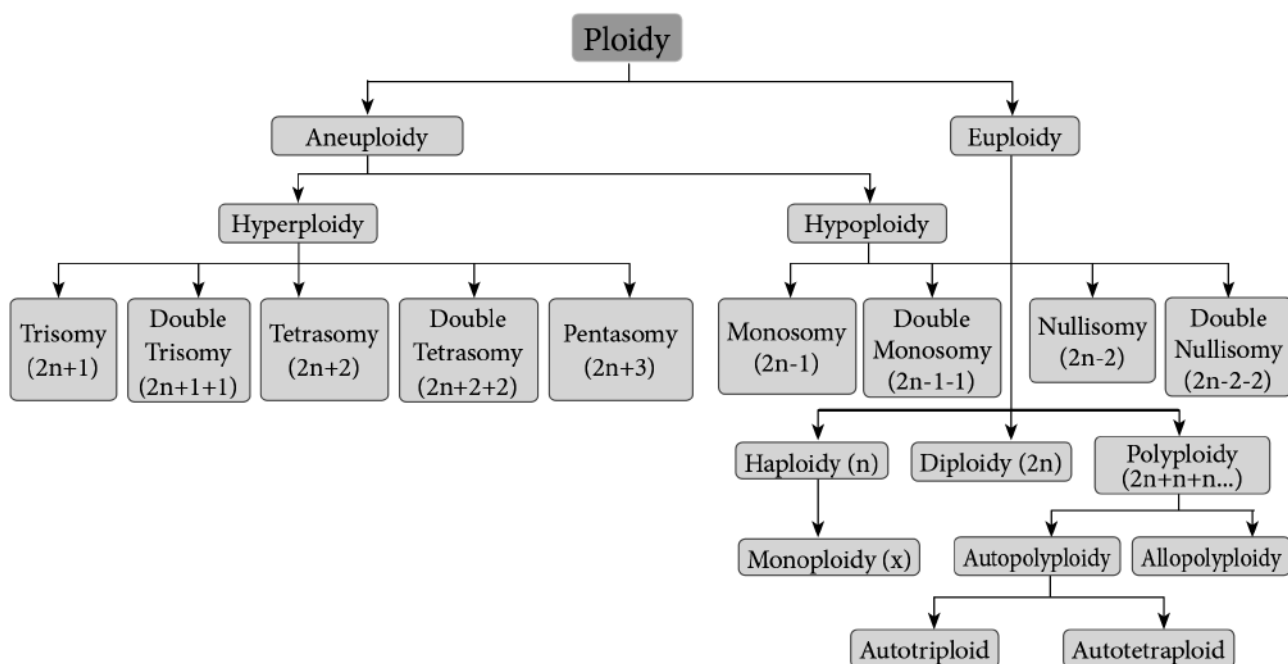 Ploidy
Aneuploidy
Euploidy
Hyperploidy
Hypoploidy
Trisomy
(2n+1)
Double
Trisomy
(2n+1+1)
Tetrasomy
(2n+2)
Double
Tetrasomy
(2n+2+2)
Pentasomy
(2n+3)
Monosomy
(2n-1)
Double
Monosomy
(2n-1-1)
Nullisomy
(2n-2)
Double
Nullisomy
(2n-2-2)
Haploidy (n)
Diploidy (2n)
Polyploidy
(2n+n+n...)
Monoploidy (x)
Autopolyploidy
Allopolyploidy
Autotriploid
Autotetraploid